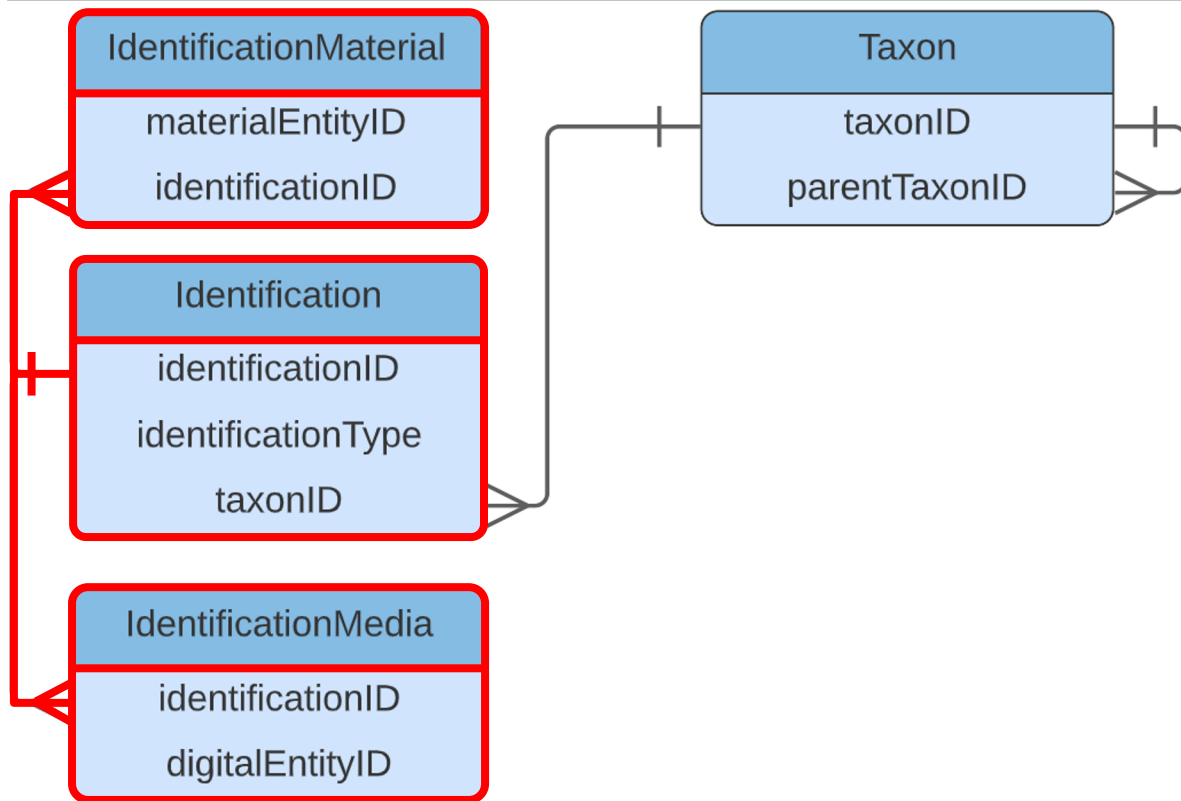 IdentificationMaterial
materialEntityID
identificationID
Identification
identificationID
identificationType
taxonID
IdentificationMedia
identificationID
digitalEntityID
Taxon
taxonID
parentTaxonID